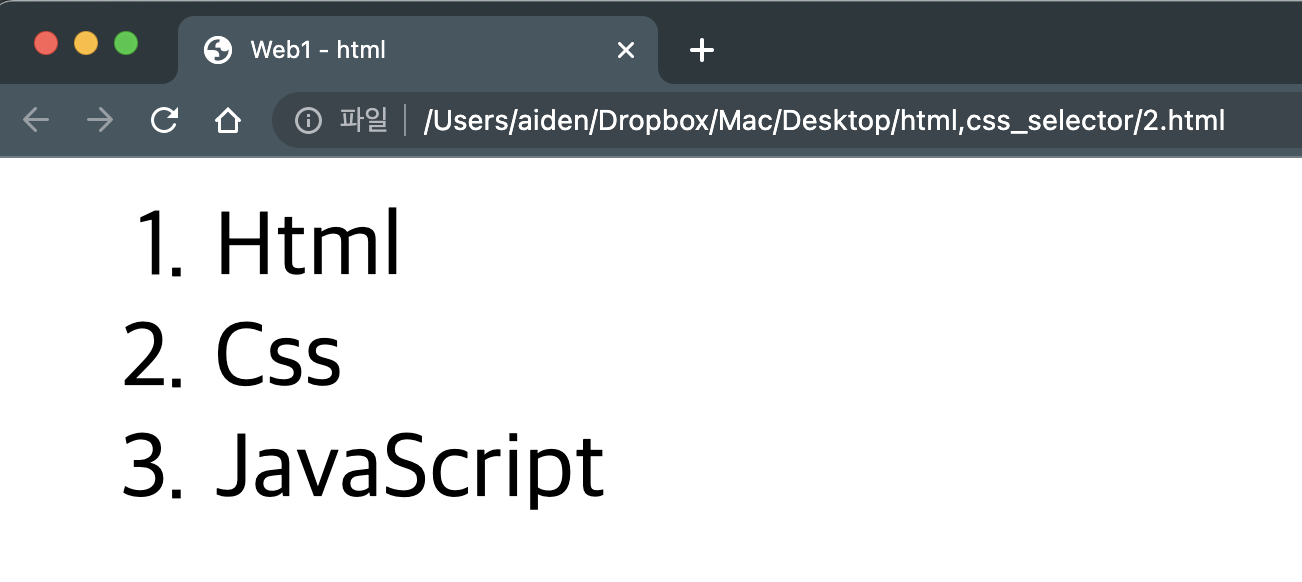 Web1 - html
파일 /Users/aiden/Dropbox/Mac/Desktop/html,css_selector/2.html
1. Html
2. Css
3. JavaScript